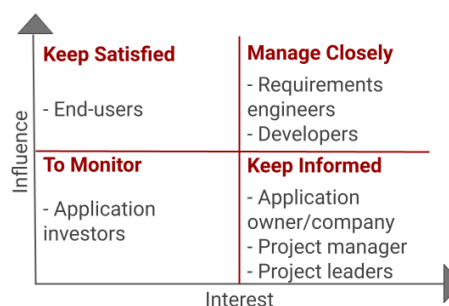 Keep Satisfied
- End-users
Manage Closely
- Requirements
engineers
- Developers
To Monitor
- Application
investors
Keep Informed
- Application
owner/company
- Project manager
- Project leaders
Influence
Interest